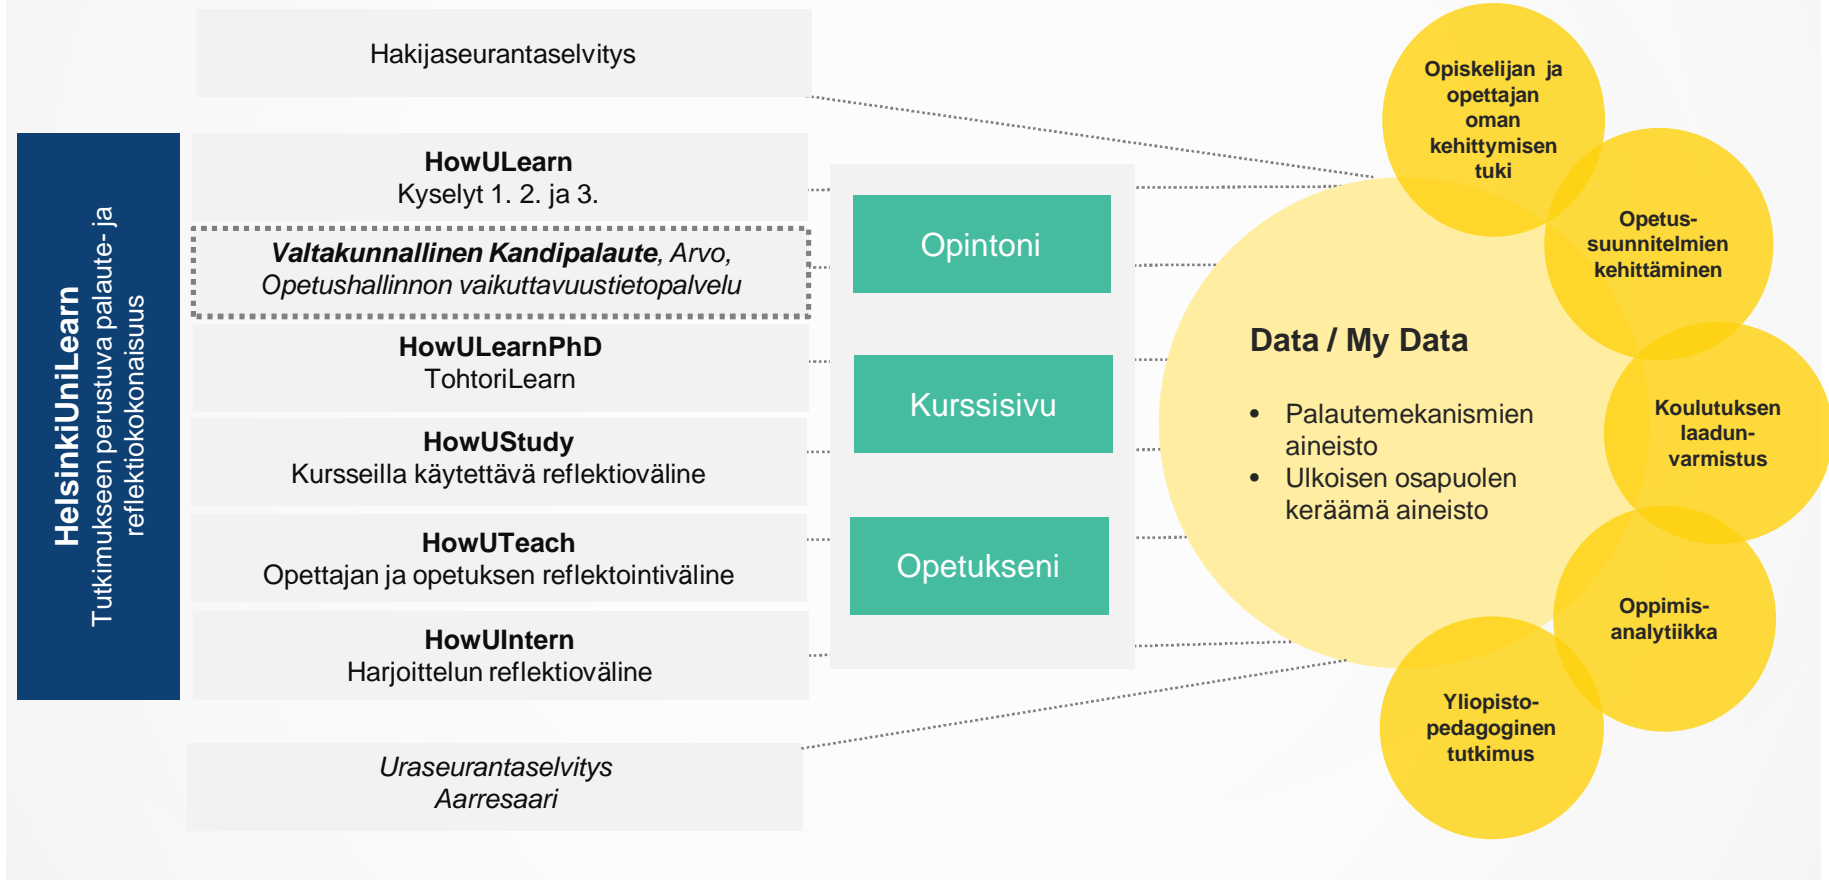 Hakijaseurantaselvitys
HelsinkiUniLearn
Tutkimukseen perustuva palaute- ja
reflektiokokonaisuus
HowULearn
Kyselyt 1. 2. ja 3.
Valtakunnallinen Kandipalaute, Arvo,
Opetushallinnon vaikuttavuustietopalvelu
HowULearnPhD
TohtoriLearn
HowUStudy
Kursseilla käytettävä reflektioväline
HowUTeach
Opettajan ja opetuksen reflektointiväline
HowUIntern
Harjoittelun reflektioväline
Uraseurantaselvitys
Aarresaari
Opintoni
Kurssisivu
Opetukseni
Data / My Data
• Palautemekanismien
aineisto
• Ulkoisen osapuolen
keräämä aineisto
Opiskelijan ja
opettajan
oman
kehittymisen
tuki
Opetus-
suunnitelmien
kehittäminen
Koulutuksen
laadun-
varmistus
Oppimis-
analytiikka
Yliopisto-
pedagoginen
tutkimus